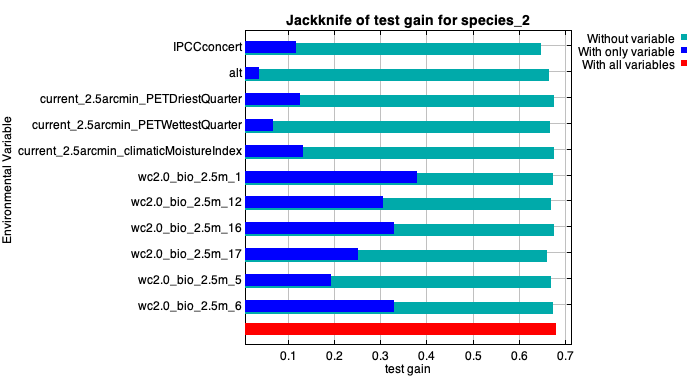 Jackknife of test gain for species_2
Without variable
With only variable
With all variables
Environmental Variable
IPCCconcert
alt
current_2.5arcmin_PETDriestQuarter
current_2.5arcmin_PETWettestQuarter
current_2.5arcmin_climaticMoistureIndex
wc2.0_bio_2.5m_1
wc2.0_bio_2.5m_12
wc2.0_bio_2.5m_16
wc2.0_bio_2.5m_17
wc2.0_bio_2.5m_5
wc2.0_bio_2.5m_6
0.1 0.2 0.3 0.4 0.5 0.6 0.7
test gain